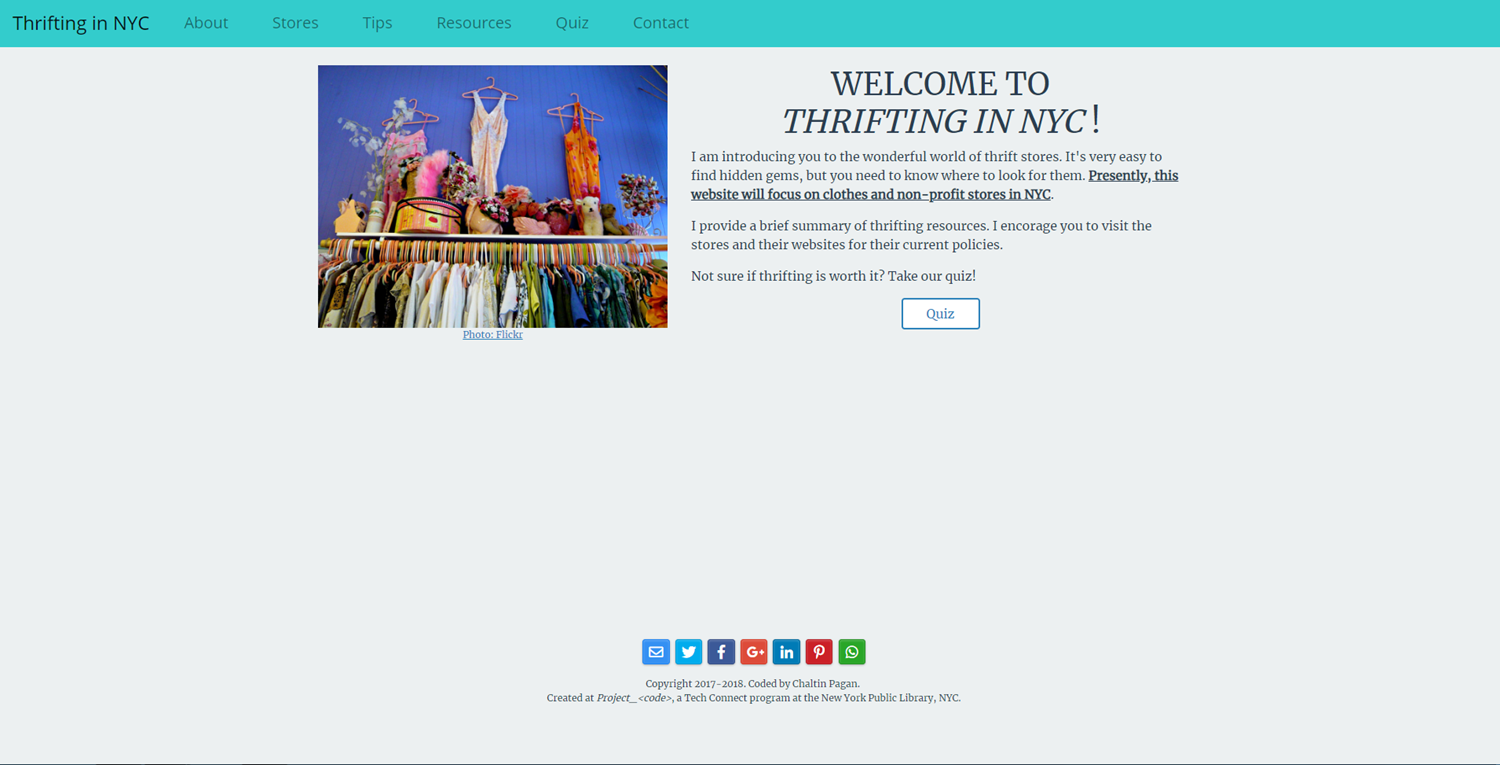 Thrifting in NYC About Stores Tips Resources Quiz Contact
WELCOME TO
THRIFTING IN NYC !
I am introducing you to the wonderful world of thrift stores. It's very easy to
find hidden gems, but you need to know where to look for them. Presently, this
website will focus on clothes and non-profit stores in NYC.
I provide a brief summary of thrifting resources. I encorage you to visit the
stores and their websites for their current policies.
Not sure if thrifting is worth it? Take our quiz!
Quiz
Photo: Flickr
Copyright 2017-2018. Coded by Chaltin Pagan.
Created at Project_<code>, a Tech Connect program at the New York Public Library, NYC.